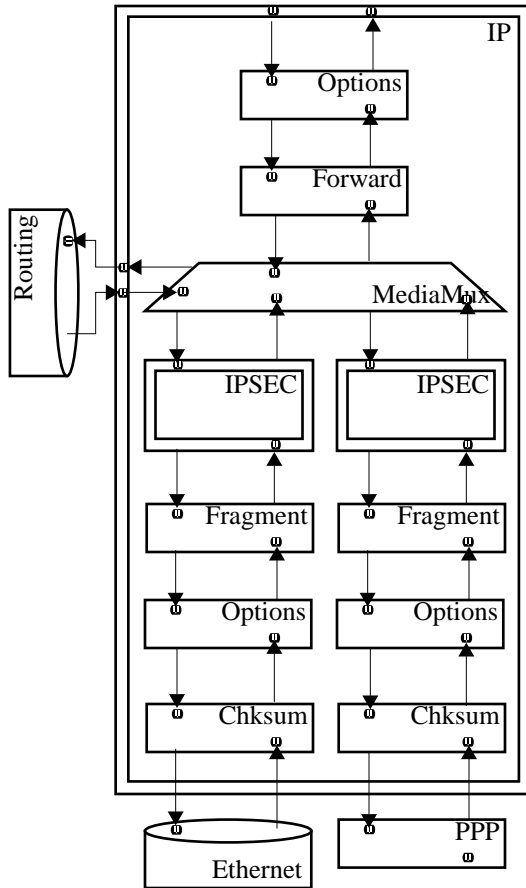 IP
Options
Forward
Routing
MediaMux
IPSEC IPSEC
Fragment Fragment
Options Options
Chksum Chksum
Ethernet PPP